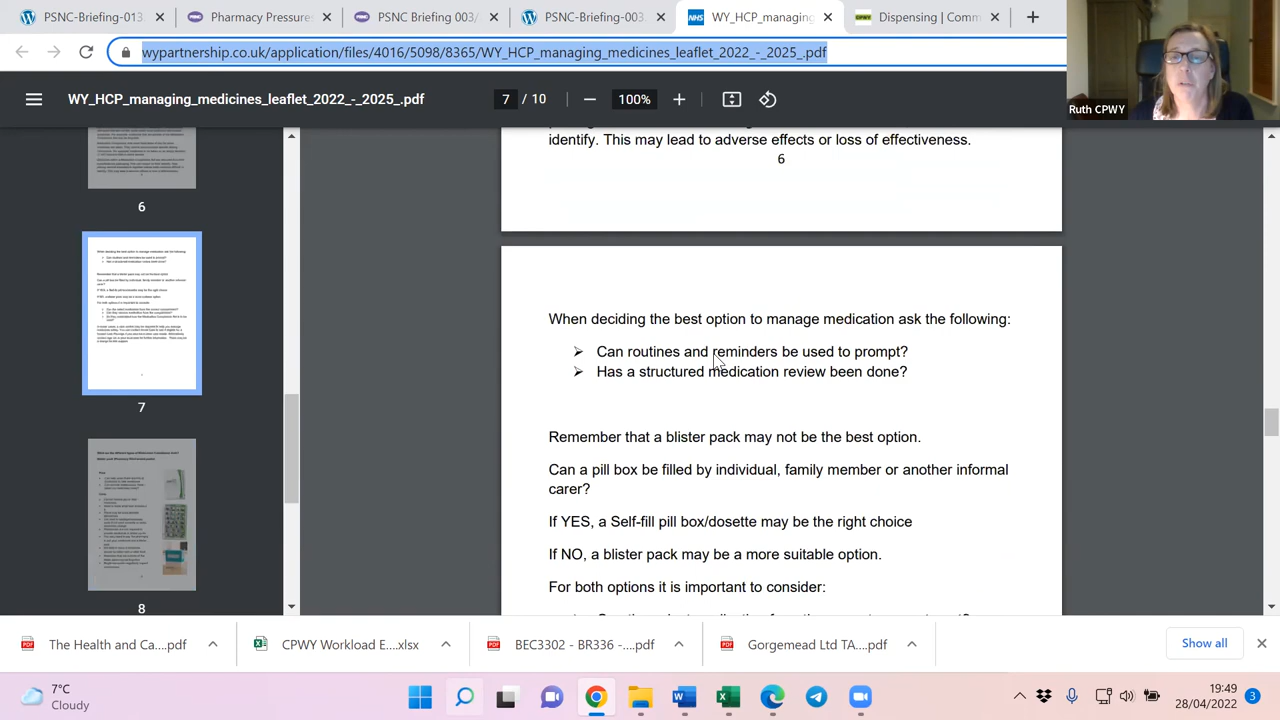 PSNC-Briefing-013.
Pharmacy Pressures
PSNC Briefing 003/
PSNC-Briefing-003.
WY_HCP_managing
Dispensing | Comm
wypartnership.co.uk/application/files/4016/5098/8365/WY_HCP_managing_medicines_leaflet_2022_-_2025_.pdf
WY_HCP_managing_medicines_leaflet_2022_-_2025_.pdf
7 / 10
100%
Ruth CPWY
identify. This may lead to adverse effects or loss of effectiveness.
6
6
7
8
When deciding the best option to manage medication ask the following:
➢ Can routines and reminders be used to prompt?
➢ Has a structured medication review been done?
Remember that a blister pack may not be the best option.
Can a pill box be filled by individual, family member or another informal
carer?
If YES, a Self-fill pill box/dosette may be the right choice
If NO, a blister pack may be a more suitable option.
For both options it is important to consider:
The Health and Ca....pdf
CPWY Workload E....xlsx
BEC3302 - BR336 -....pdf
Gorgemead Ltd TA....pdf
Show all
7°C
Cloudy
19:49
28/04/2022
3